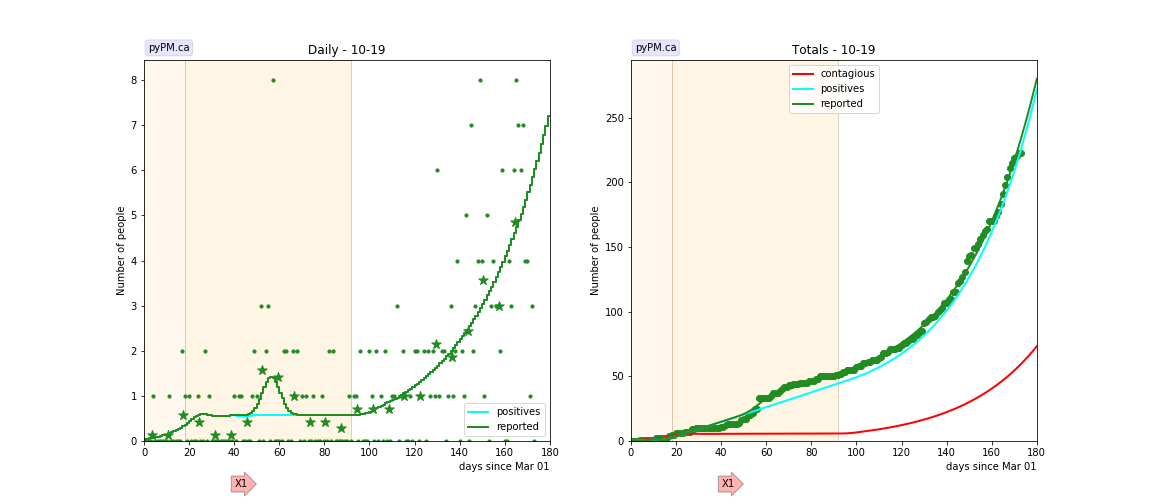 pyPM.ca
Daily - 10-19
Number of people
8
7
6
5
4
3
2
1
0
positives
reported
0 20 40 60 80 100 120 140 160 180
days since Mar 01
X1
pyPM.ca
Totals - 10-19
contagious
positives
reported
Number of people
250
200
150
100
50
0
0 20 40 60 80 100 120 140 160 180
days since Mar 01
X1